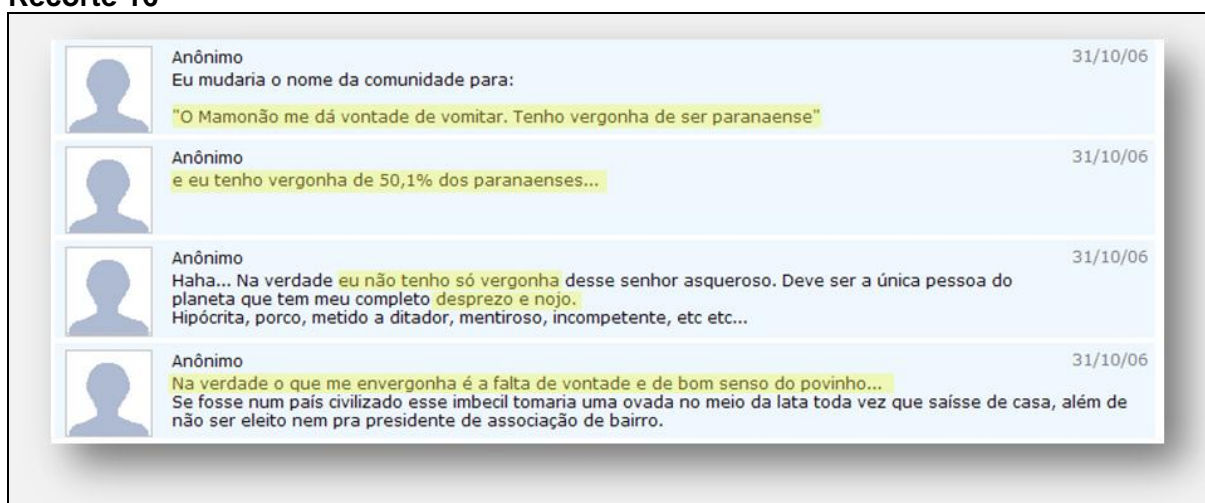 Anônimo 31/10/06
Eu mudaria o nome da comunidade para:
"O Mamonão me dá vontade de vomitar. Tenho vergonha de ser paranaense"
Anônimo 31/10/06
e eu tenho vergonha de 50,1% dos paranaenses...
Anônimo 31/10/06
Haha... Na verdade eu não tenho só vergonha desse senhor asqueroso. Deve ser a única pessoa do
planeta que tem meu completo desprezo e nojo.
Hipócrita, porco, metido a ditador, mentiroso, incompetente, etc etc...
Anônimo 31/10/06
Na verdade o que me envergonha é a falta de vontade e de bom senso do povinho...
Se fosse num país civilizado esse imbecil tomaria uma ovada no meio da lata toda vez que saísse de casa, além de
não ser eleito nem pra presidente de associação de bairro.